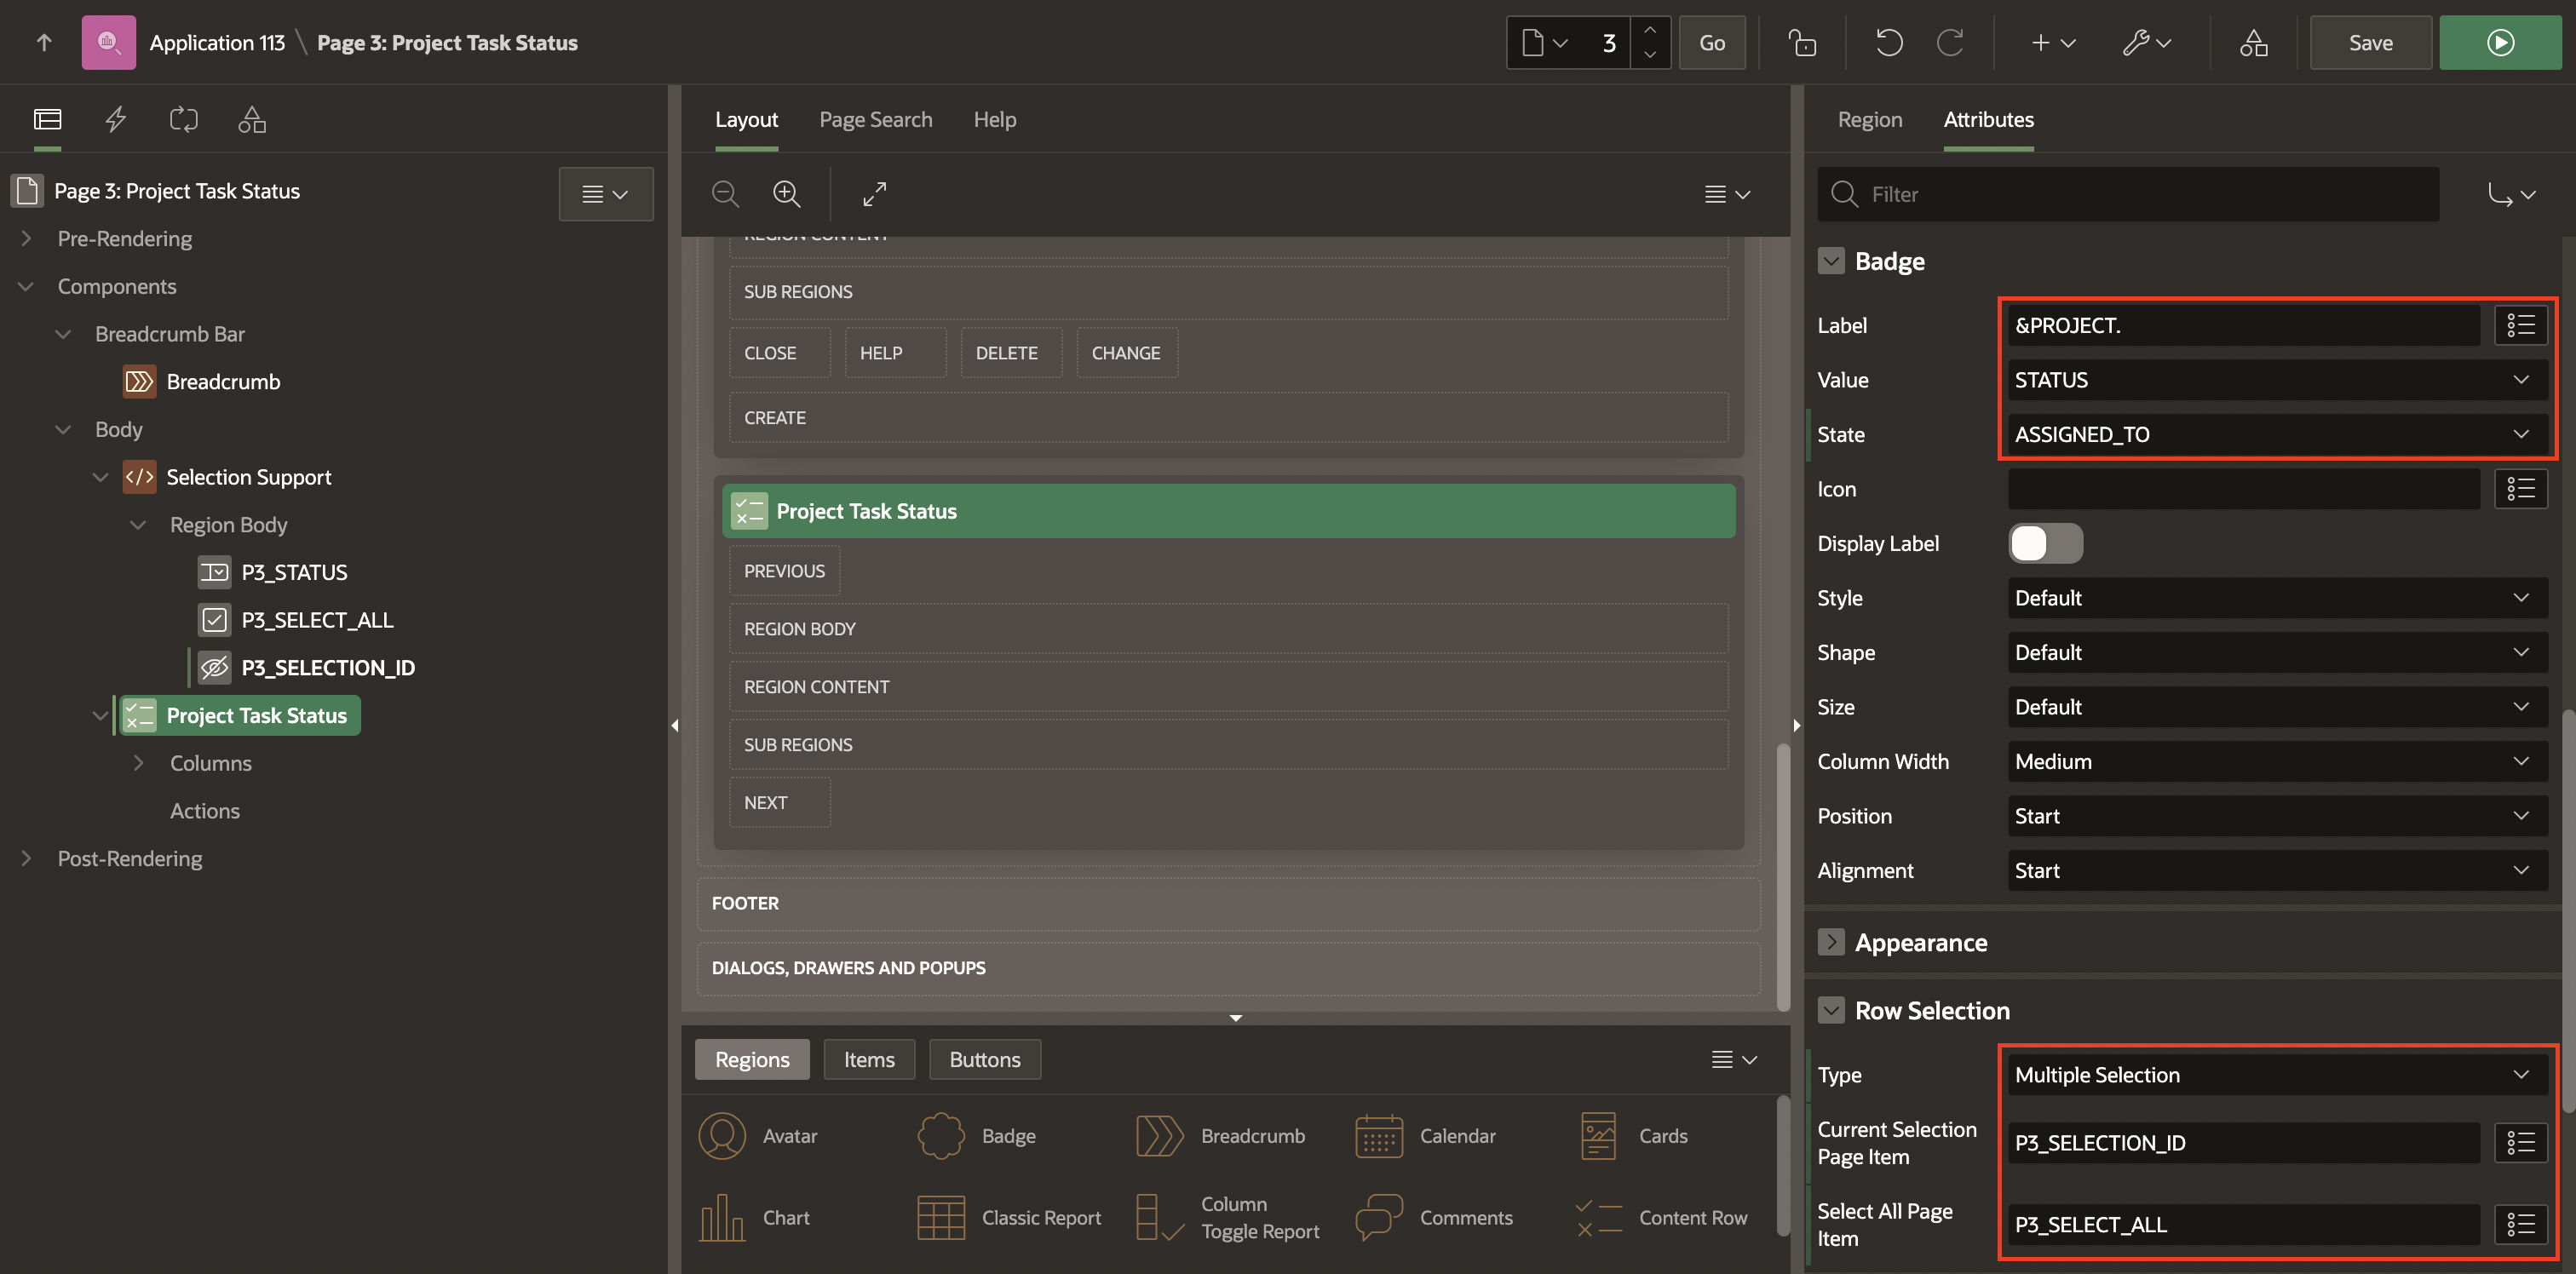 Application 113 \ Page 3: Project Task Status
3
Go
Save
Page 3: Project Task Status
Pre-Rendering
Components
Breadcrumb Bar
Breadcrumb
Body
Selection Support
Region Body
P3_STATUS
P3_SELECT_ALL
P3_SELECTION_ID
Project Task Status
Columns
Actions
Post-Rendering
Layout
Page Search
Help
REGION CONTENT
SUB REGIONS
CLOSE
HELP
DELETE
CHANGE
CREATE
Project Task Status
PREVIOUS
REGION BODY
REGION CONTENT
SUB REGIONS
NEXT
FOOTER
DIALOGS, DRAWERS AND POPUPS
Regions
Items
Buttons
Avatar
Badge
Breadcrumb
Calendar
Cards
Chart
Classic Report
Column
Toggle Report
Comments
Content Row
Region
Attributes
Filter
Badge
Label
&PROJECT.
Value
STATUS
State
ASSIGNED_TO
Icon
Display Label
Style
Default
Shape
Default
Size
Default
Column Width
Medium
Position
Start
Alignment
Start
Appearance
Row Selection
Type
Multiple Selection
Current Selection
Page Item
P3_SELECTION_ID
Select All Page
Item
P3_SELECT_ALL